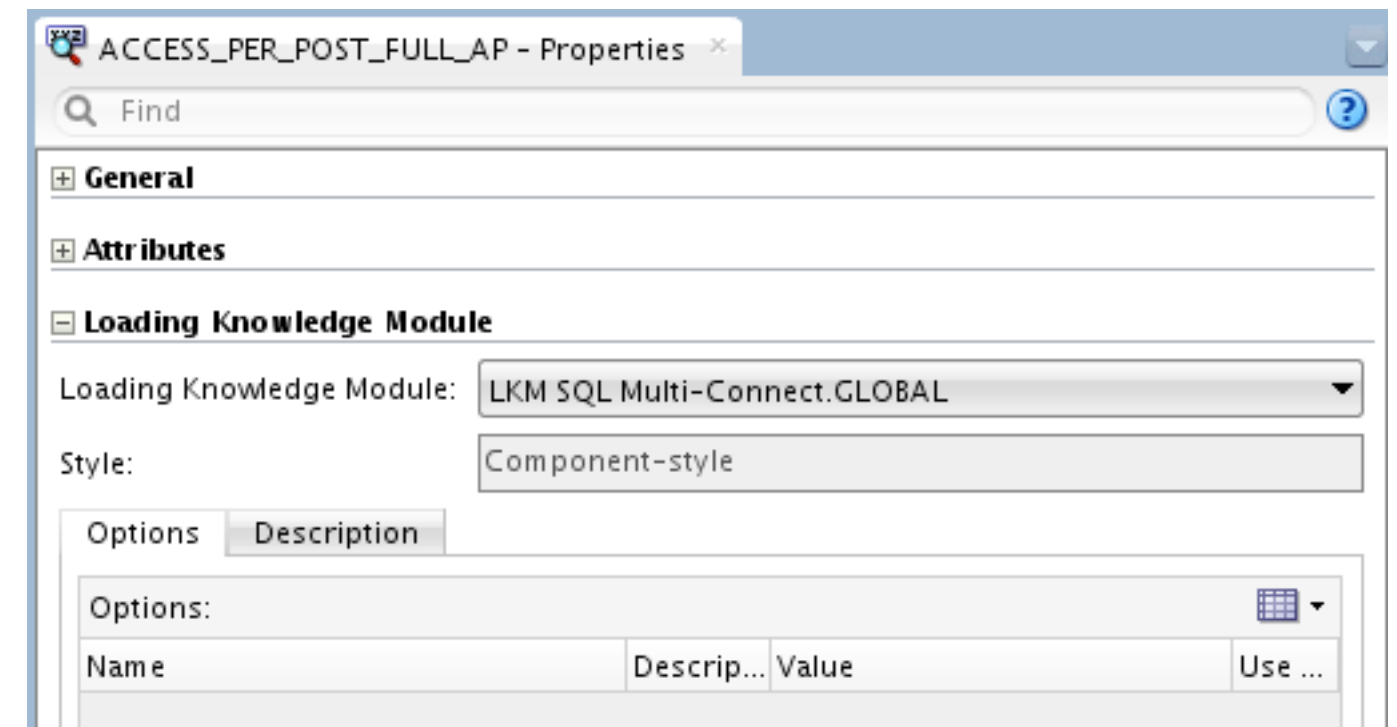 ACCESS_PER_POST_FULL_AP - Properties
Find
General
Attributes
Loading Knowledge Module
Loading Knowledge Module: LKM SQL Multi-Connect.GLOBAL
Style: Component-style
Options Description
Options:
Name Descrip... Value Use ...